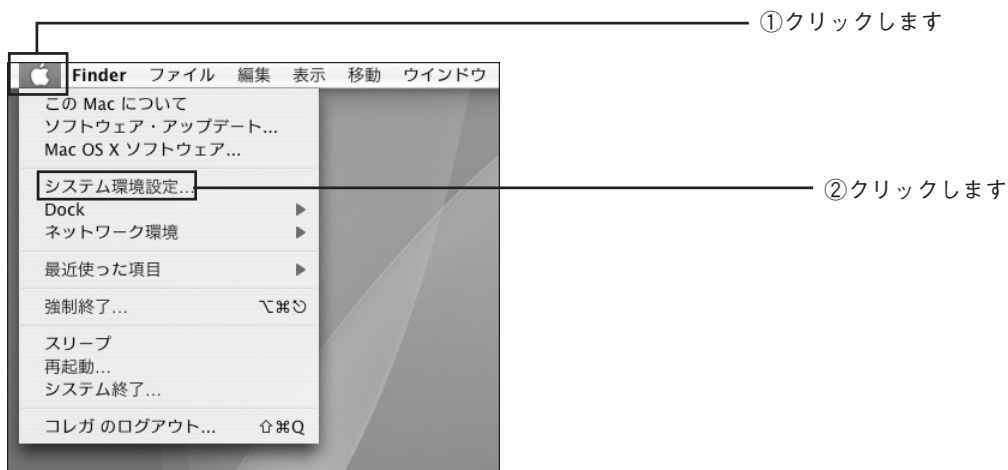 ①クリックします
Finder ファイル 編集 表示 移動 ウインドウ
この Mac について
ソフトウェア・アップデート...
Mac OS X ソフトウェア...
システム環境設定...
②クリックします
Dock ▶
ネットワーク環境 ▶
最近使った項目 ▶
強制終了... ⌥⌘⎋
スリープ
再起動...
システム終了...
コレガ のログアウト... ⇧⌘Q